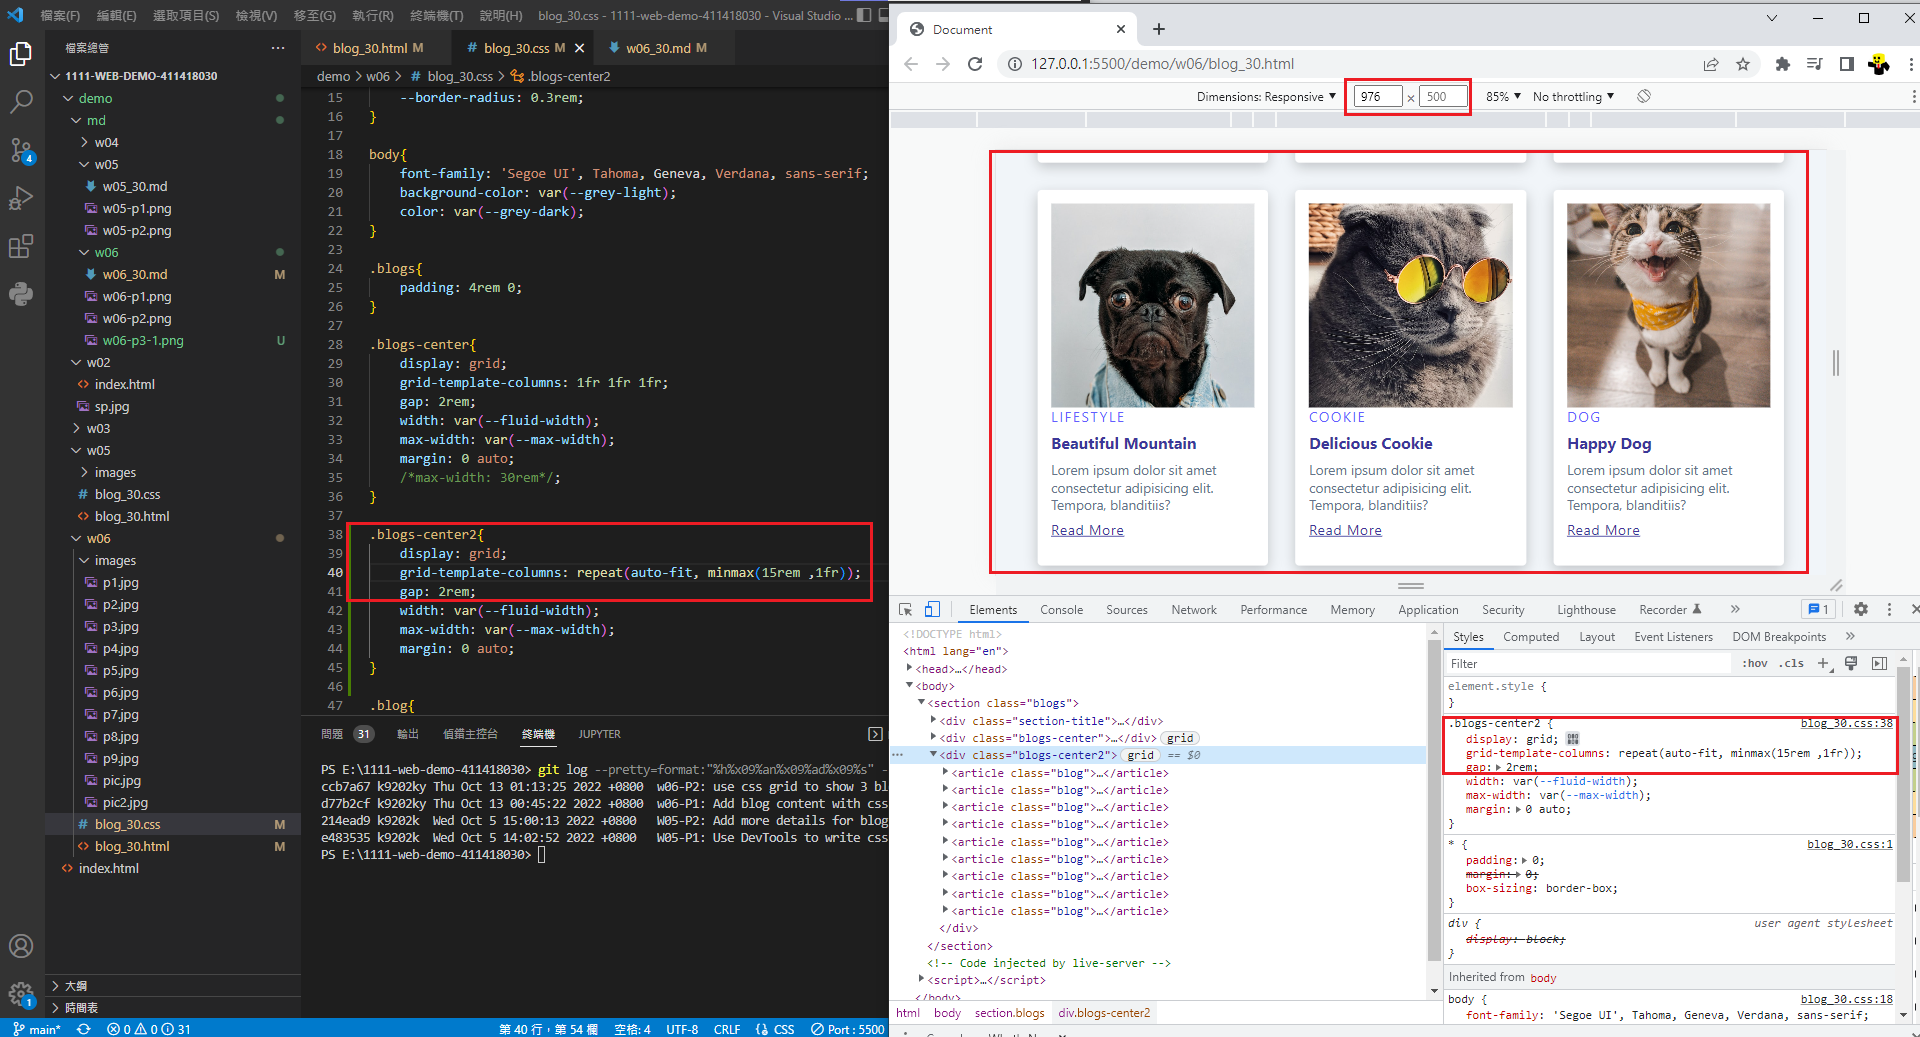 檔案(F) 編輯(E) 選取項目(S) 檢視(V) 移至(G) 執行(R) 終端機(T) 說明(H) blog_30.css - 1111-web-demo-411418030 - Visual Studio ...
檔案總管 ...
1111-WEB-DEMO-411418030
demo
md
w04
w05
w05_30.md
w05-p1.png
w05-p2.png
w06
w06_30.md M
w06-p1.png
w06-p2.png
w06-p3-1.png U
w02
index.html
sp.jpg
w03
w05
images
blog_30.css
blog_30.html
w06
images
p1.jpg
p2.jpg
p3.jpg
p4.jpg
p5.jpg
p6.jpg
p7.jpg
p8.jpg
p9.jpg
pic.jpg
pic2.jpg
blog_30.css M
blog_30.html M
index.html
大綱
時間表
4
1
blog_30.html M # blog_30.css M × w06_30.md M
demo > w06 > # blog_30.css > .blogs-center2
15 --border-radius: 0.3rem;
16 }
17
18 body{
19 font-family: 'Segoe UI', Tahoma, Geneva, Verdana, sans-serif;
20 background-color: var(--grey-light);
21 color: var(--grey-dark);
22 }
23
24 .blogs{
25 padding: 4rem 0;
26 }
27
28 .blogs-center{
29 display: grid;
30 grid-template-columns: 1fr 1fr 1fr;
31 gap: 2rem;
32 width: var(--fluid-width);
33 max-width: var(--max-width);
34 margin: 0 auto;
35 /*max-width: 30rem*/;
36 }
37
38 .blogs-center2{
39 display: grid;
40 grid-template-columns: repeat(auto-fit, minmax(15rem ,1fr));
41 gap: 2rem;
42 width: var(--fluid-width);
43 max-width: var(--max-width);
44 margin: 0 auto;
45 }
46
47 .blog{
問題 31 輸出 偵錯主控台 終端機 JUPYTER
PS E:\1111-web-demo-411418030> git log --pretty=format:"%h%x09%an%x09%ad%x09%s" -
ccb7a67 k9202ky Thu Oct 13 01:13:25 2022 +0800 w06-P2: use css grid to show 3 bl
d77b2cf k9202ky Thu Oct 13 00:45:22 2022 +0800 w06-P1: Add blog content with css
214ead9 k9202k Wed Oct 5 15:00:13 2022 +0800 W05-P2: Add more details for blog
e483535 k9202k Wed Oct 5 14:02:52 2022 +0800 W05-P1: Use DevTools to write css
PS E:\1111-web-demo-411418030>
main* 0 0 31 第 40 行，第 54 欄 空格: 4 UTF-8 CRLF CSS Port : 5500
Document
127.0.0.1:5500/demo/w06/blog_30.html
Dimensions: Responsive ▼ 976 × 500 85% ▼ No throttling ▼
LIFESTYLE
Beautiful Mountain
Lorem ipsum dolor sit amet
consectetur adipisicing elit.
Tempora, blanditiis?
Read More
COOKIE
Delicious Cookie
Lorem ipsum dolor sit amet
consectetur adipisicing elit.
Tempora, blanditiis?
Read More
DOG
Happy Dog
Lorem ipsum dolor sit amet
consectetur adipisicing elit.
Tempora, blanditiis?
Read More
Elements Console Sources Network Performance Memory Application Security Lighthouse Recorder » 1
<!DOCTYPE html>
<html lang="en">
<head>…</head>
<body>
<section class="blogs">
<div class="section-title">…</div>
<div class="blogs-center">…</div> grid
<div class="blogs-center2"> grid == $0
<article class="blog">…</article>
<article class="blog">…</article>
<article class="blog">…</article>
<article class="blog">…</article>
<article class="blog">…</article>
<article class="blog">…</article>
<article class="blog">…</article>
<article class="blog">…</article>
<article class="blog">…</article>
</div>
</section>
<!-- Code injected by live-server -->
<script>…</script>
</body>
html body section.blogs div.blogs-center2
Styles Computed Layout Event Listeners DOM Breakpoints »
Filter :hov .cls +
element.style {
}
.blogs-center2 { blog_30.css:38
display: grid;
grid-template-columns: repeat(auto-fit, minmax(15rem ,1fr));
gap: 2rem;
width: var(--fluid-width);
max-width: var(--max-width);
margin: 0 auto;
}
* { blog_30.css:1
padding: 0;
margin: 0;
box-sizing: border-box;
}
div { user agent stylesheet
display: block;
}
Inherited from body
body { blog_30.css:18
font-family: 'Segoe UI', Tahoma, Geneva, Verdana, sans-serif;